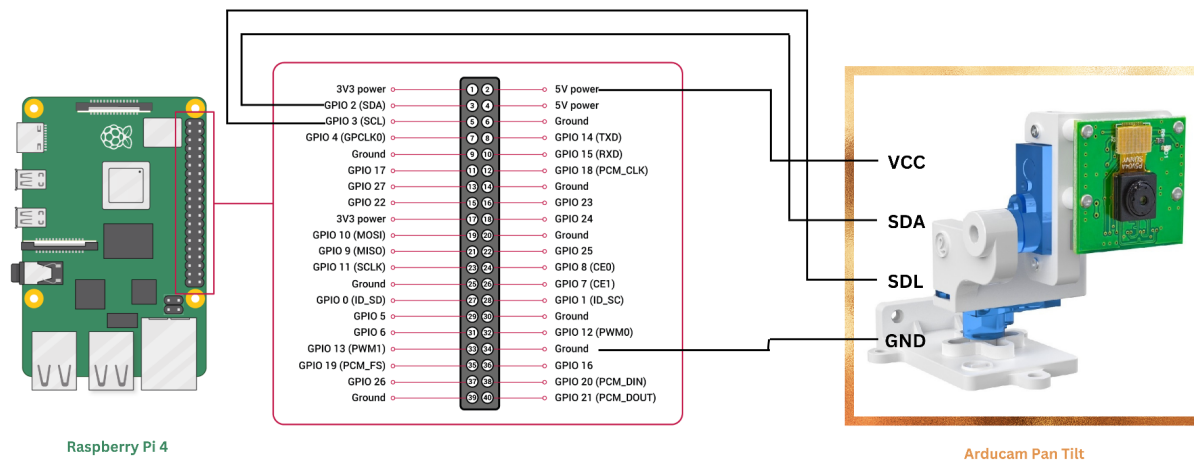 3V3 power 1 2 5V power
GPIO 2 (SDA) 3 4 5V power
GPIO 3 (SCL) 5 6 Ground
GPIO 4 (GPCLK0) 7 8 GPIO 14 (TXD)
Ground 9 10 GPIO 15 (RXD)
GPIO 17 11 12 GPIO 18 (PCM_CLK)
GPIO 27 13 14 Ground
GPIO 22 15 16 GPIO 23
3V3 power 17 18 GPIO 24
GPIO 10 (MOSI) 19 20 Ground
GPIO 9 (MISO) 21 22 GPIO 25
GPIO 11 (SCLK) 23 24 GPIO 8 (CE0)
Ground 25 26 GPIO 7 (CE1)
GPIO 0 (ID_SD) 27 28 GPIO 1 (ID_SC)
GPIO 5 29 30 Ground
GPIO 6 31 32 GPIO 12 (PWM0)
GPIO 13 (PWM1) 33 34 Ground
GPIO 19 (PCM_FS) 35 36 GPIO 16
GPIO 26 37 38 GPIO 20 (PCM_DIN)
Ground 39 40 GPIO 21 (PCM_DOUT)
VCC
SDA
SDL
GND
Raspberry Pi 4
Arducam Pan Tilt